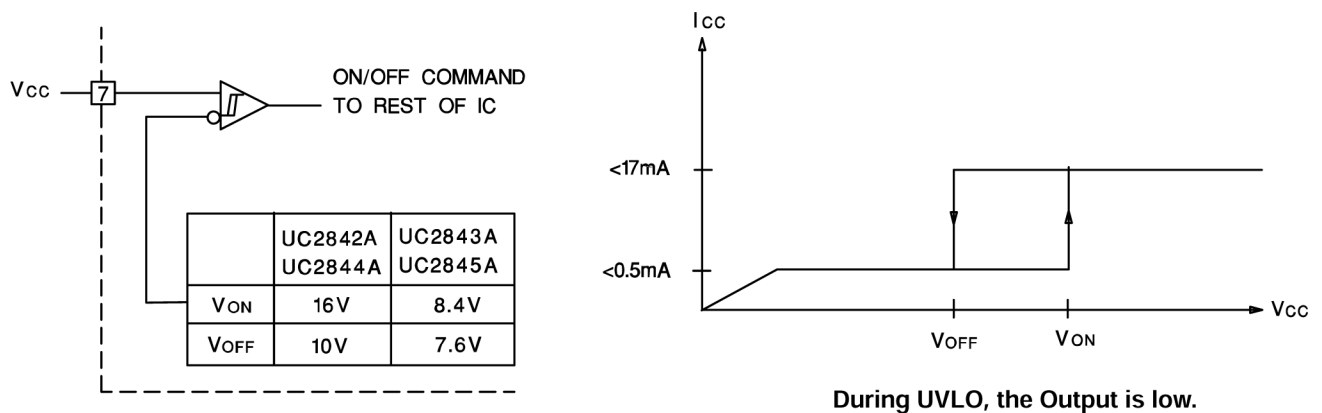 Vcc
7
ON/OFF COMMAND
TO REST OF IC
UC2842A UC2843A
UC2844A UC2845A
VON 16V 8.4V
VOFF 10V 7.6V
Icc
<17mA
<0.5mA
Vcc
VOFF VON
During UVLO, the Output is low.